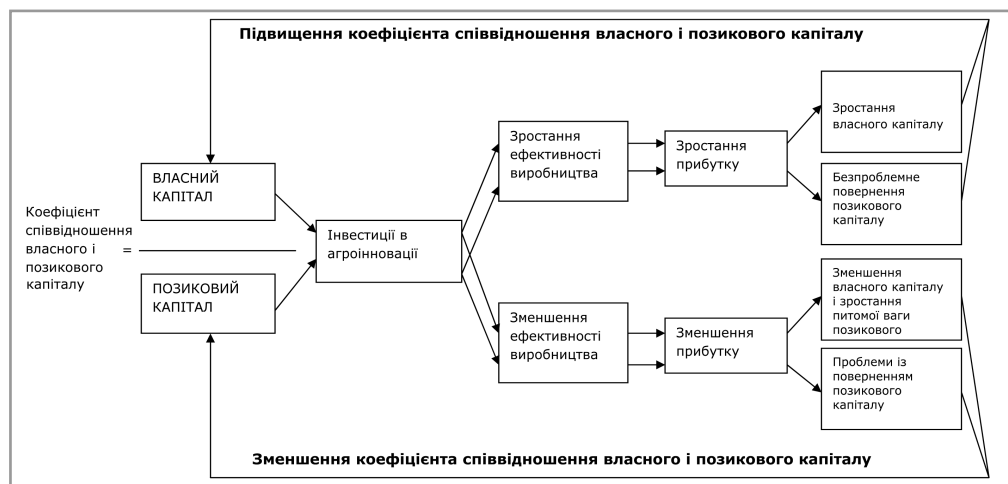 Підвищення коефіцієнта співвідношення власного і позикового капіталу
Коефіцієнт
співвідношення
власного і =
позикового
капіталу
ВЛАСНИЙ
КАПІТАЛ
ПОЗИКОВИЙ
КАПІТАЛ
Інвестиції в
агроінновації
Зростання
ефективності
виробництва
Зростання
прибутку
Зростання
власного капіталу
Безпроблемне
повернення
позикового
капіталу
Зменшення
ефективності
виробництва
Зменшення
прибутку
Зменшення
власного капіталу
і зростання
питомої ваги
позикового
Проблеми із
поверненням
позикового
капіталу
Зменшення коефіцієнта співвідношення власного і позикового капіталу